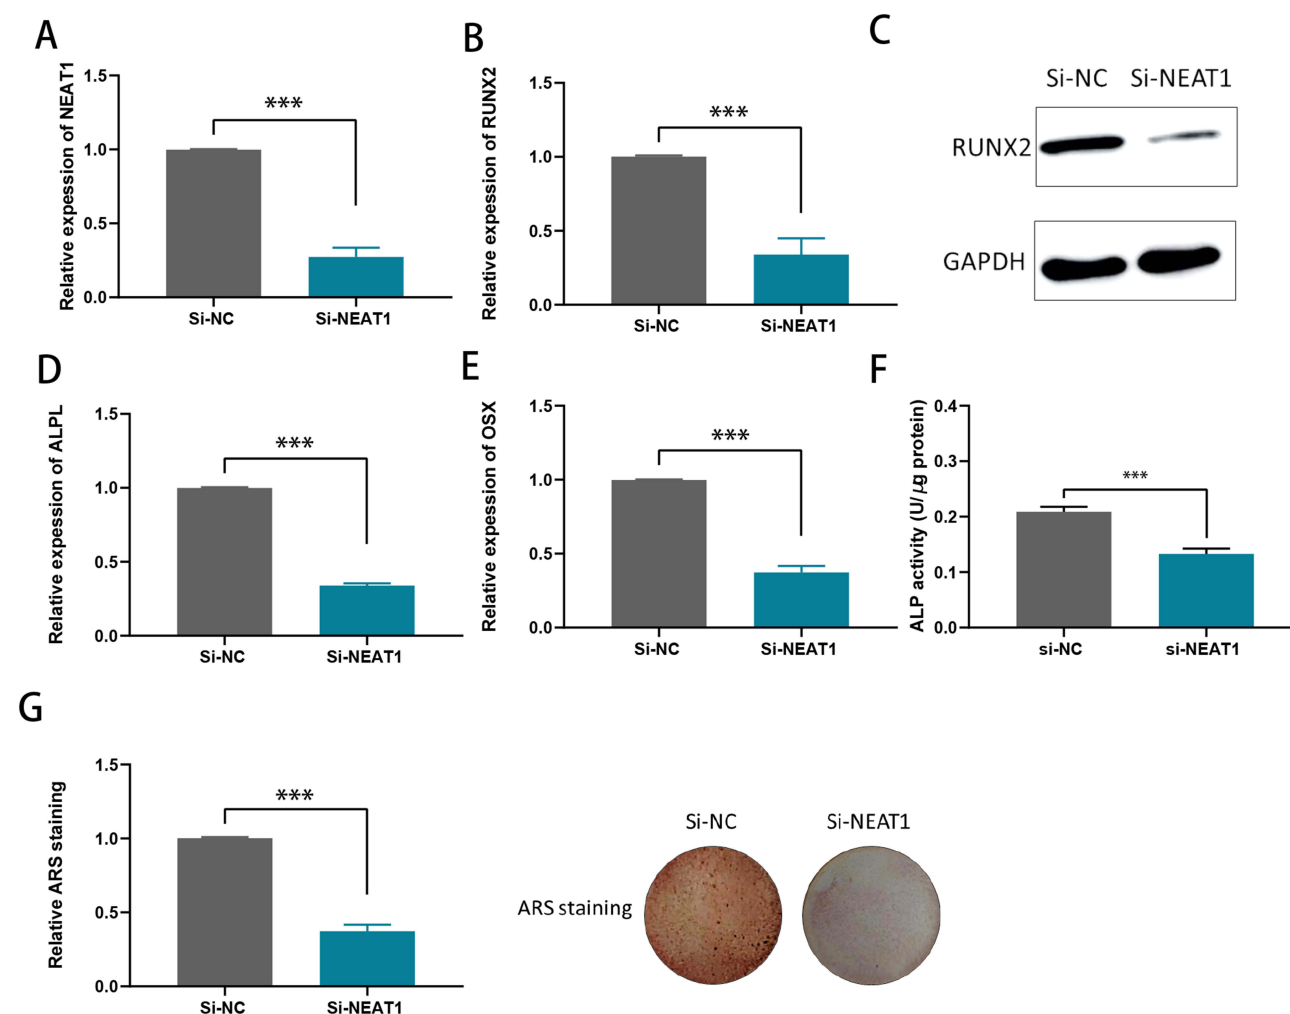 A
Relative expession of NEAT1
1.5
1.0
0.5
0.0
***
Si-NC
Si-NEAT1
B
Relative expession of RUNX2
1.5
1.0
0.5
0.0
***
Si-NC
Si-NEAT1
C
Si-NC Si-NEAT1
RUNX2
GAPDH
D
Relative expession of ALPL
1.5
1.0
0.5
0.0
***
Si-NC
Si-NEAT1
E
Relative expession of OSX
1.5
1.0
0.5
0.0
***
Si-NC
Si-NEAT1
F
ALP activity (U/μg protein)
0.4
0.3
0.2
0.1
0.0
***
si-NC
si-NEAT1
G
Relative ARS staining
1.5
1.0
0.5
0.0
***
Si-NC
Si-NEAT1
Si-NC
Si-NEAT1
ARS staining